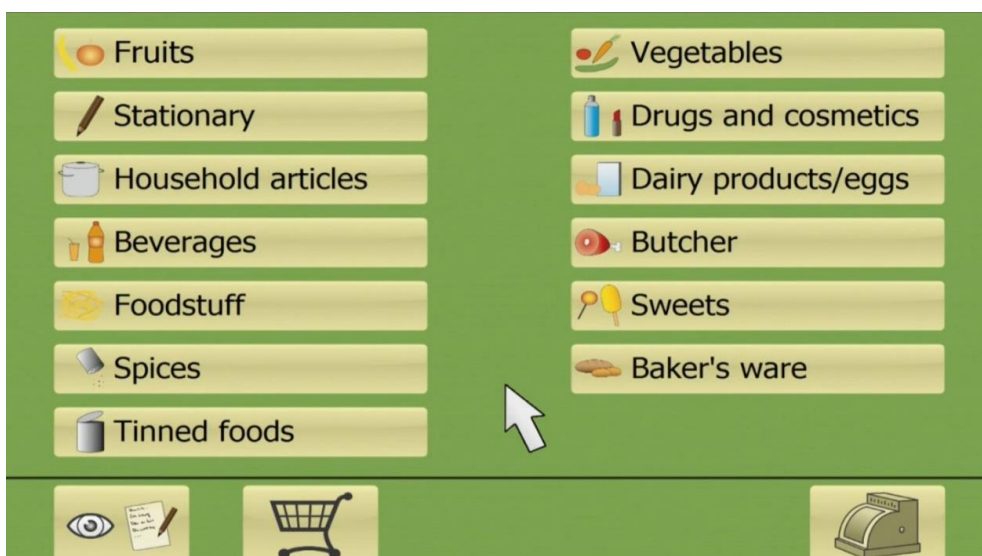 Fruits
Stationary
Household articles
Beverages
Foodstuff
Spices
Tinned foods
Vegetables
Drugs and cosmetics
Dairy products/eggs
Butcher
Sweets
Baker's ware